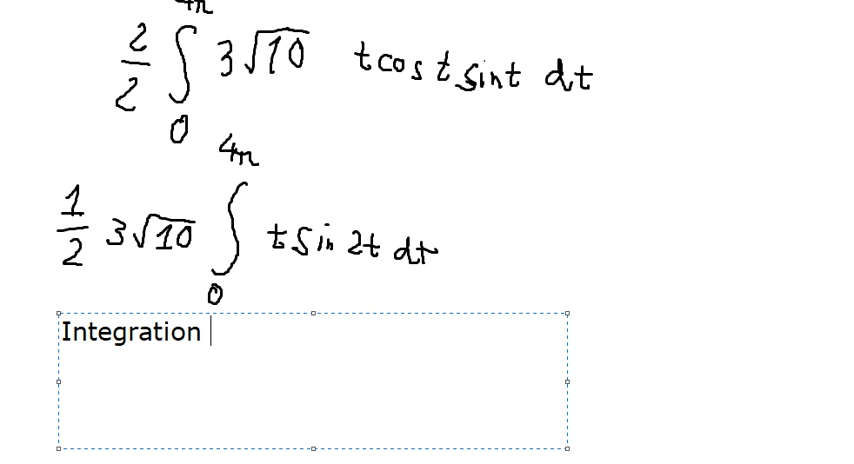 4π
2/2 ∫ 3√10 t cos t sin t dt
0
4π
1/2 3√10 ∫ t sin 2t dt
0
Integration